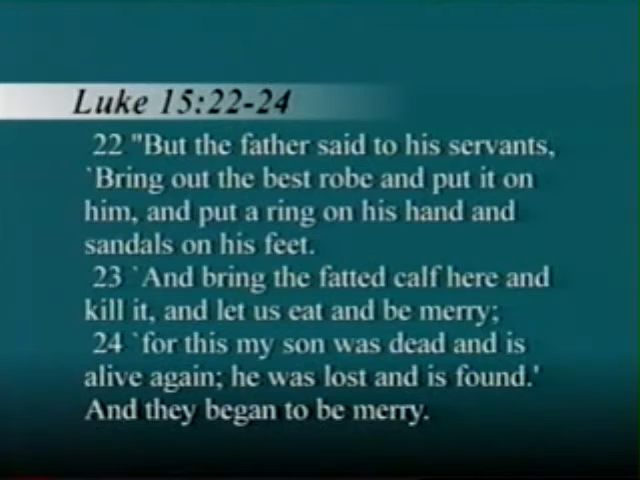 Luke 15:22-24
22 "But the father said to his servants,
`Bring out the best robe and put it on
him, and put a ring on his hand and
sandals on his feet.
23 `And bring the fatted calf here and
kill it, and let us eat and be merry;
24 `for this my son was dead and is
alive again; he was lost and is found.'
And they began to be merry.